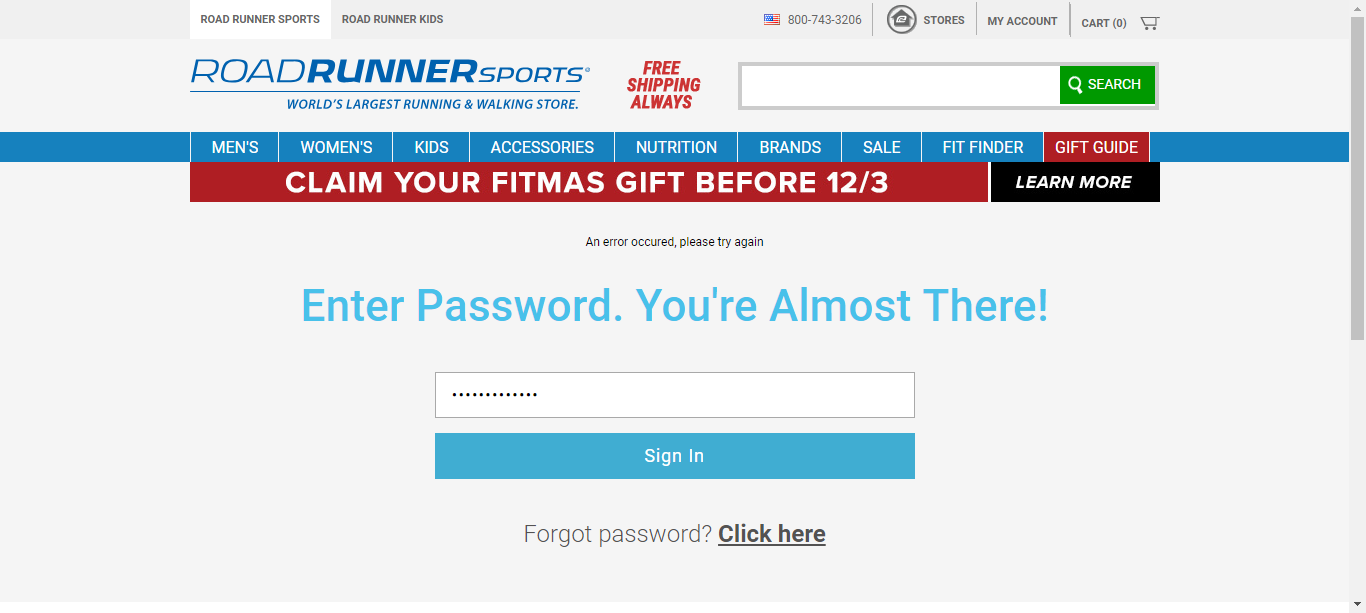 ROAD RUNNER SPORTS
ROAD RUNNER KIDS
800-743-3206
STORES
MY ACCOUNT
CART (0)
ROADRUNNERSPORTS®
WORLD'S LARGEST RUNNING & WALKING STORE.
FREE
SHIPPING
ALWAYS
SEARCH
MEN'S
WOMEN'S
KIDS
ACCESSORIES
NUTRITION
BRANDS
SALE
FIT FINDER
GIFT GUIDE
CLAIM YOUR FITMAS GIFT BEFORE 12/3
LEARN MORE
An error occured, please try again
Enter Password. You're Almost There!
•••••••••••••
Sign In
Forgot password? Click here